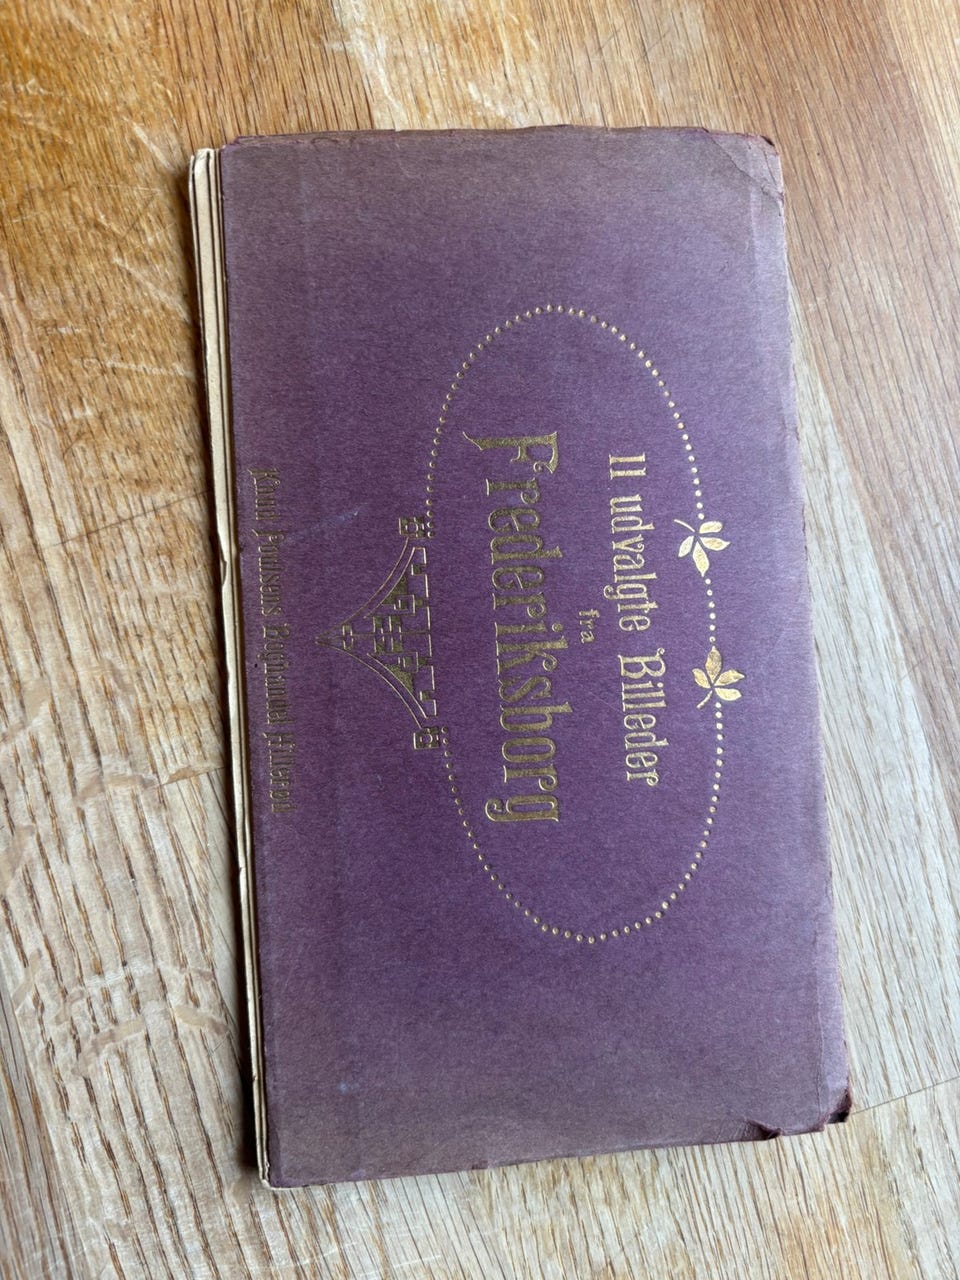 11 udvalgte Billeder
fra
Frederiksborg
Knud Poulsens Boghandel, Hillerød